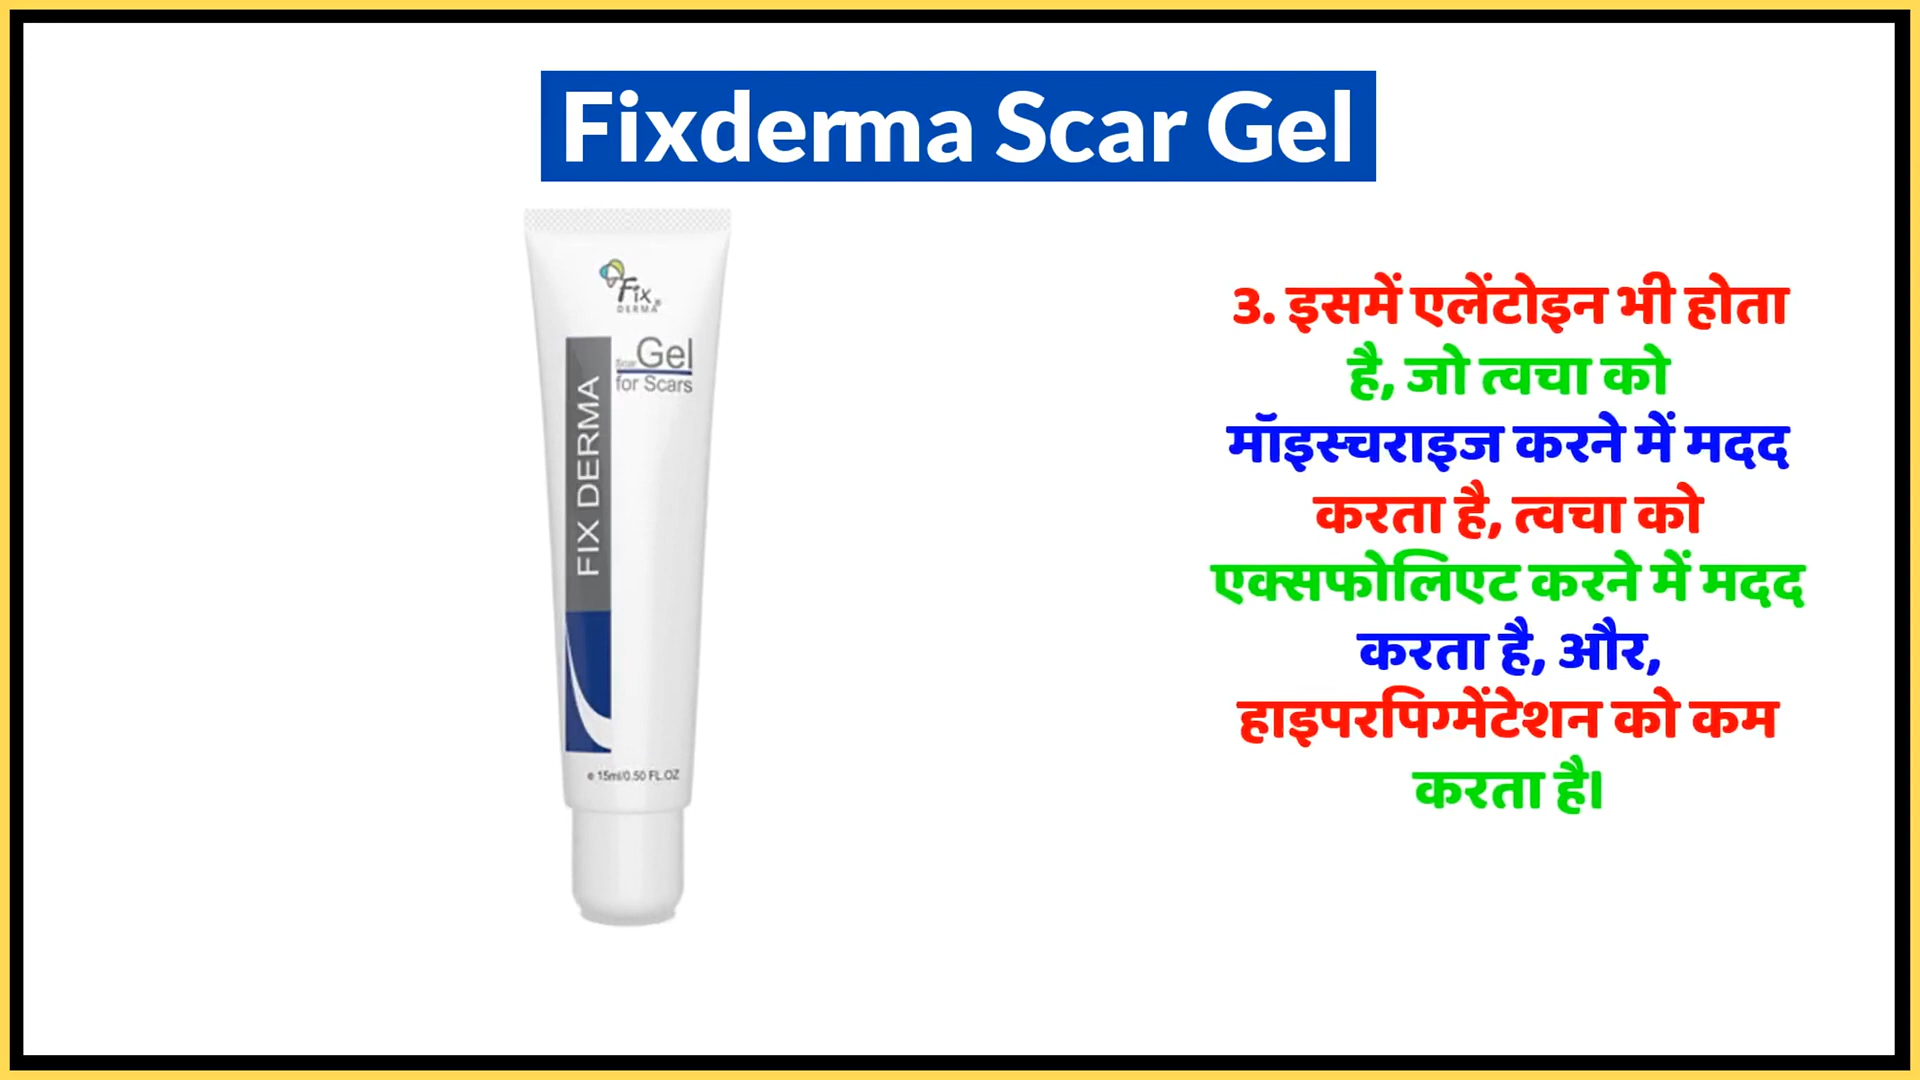 Fixderma Scar Gel
Fix
DERMA
Scar Gel
for Scars
FIX DERMA
e 15ml/0.50 FL.OZ
3. इसमें एलेंटोइन भी होता
है, जो त्वचा को
मॉइस्चराइज करने में मदद
करता है, त्वचा को
एक्सफोलिएट करने में मदद
करता है, और,
हाइपरपिग्मेंटेशन को कम
करता है।